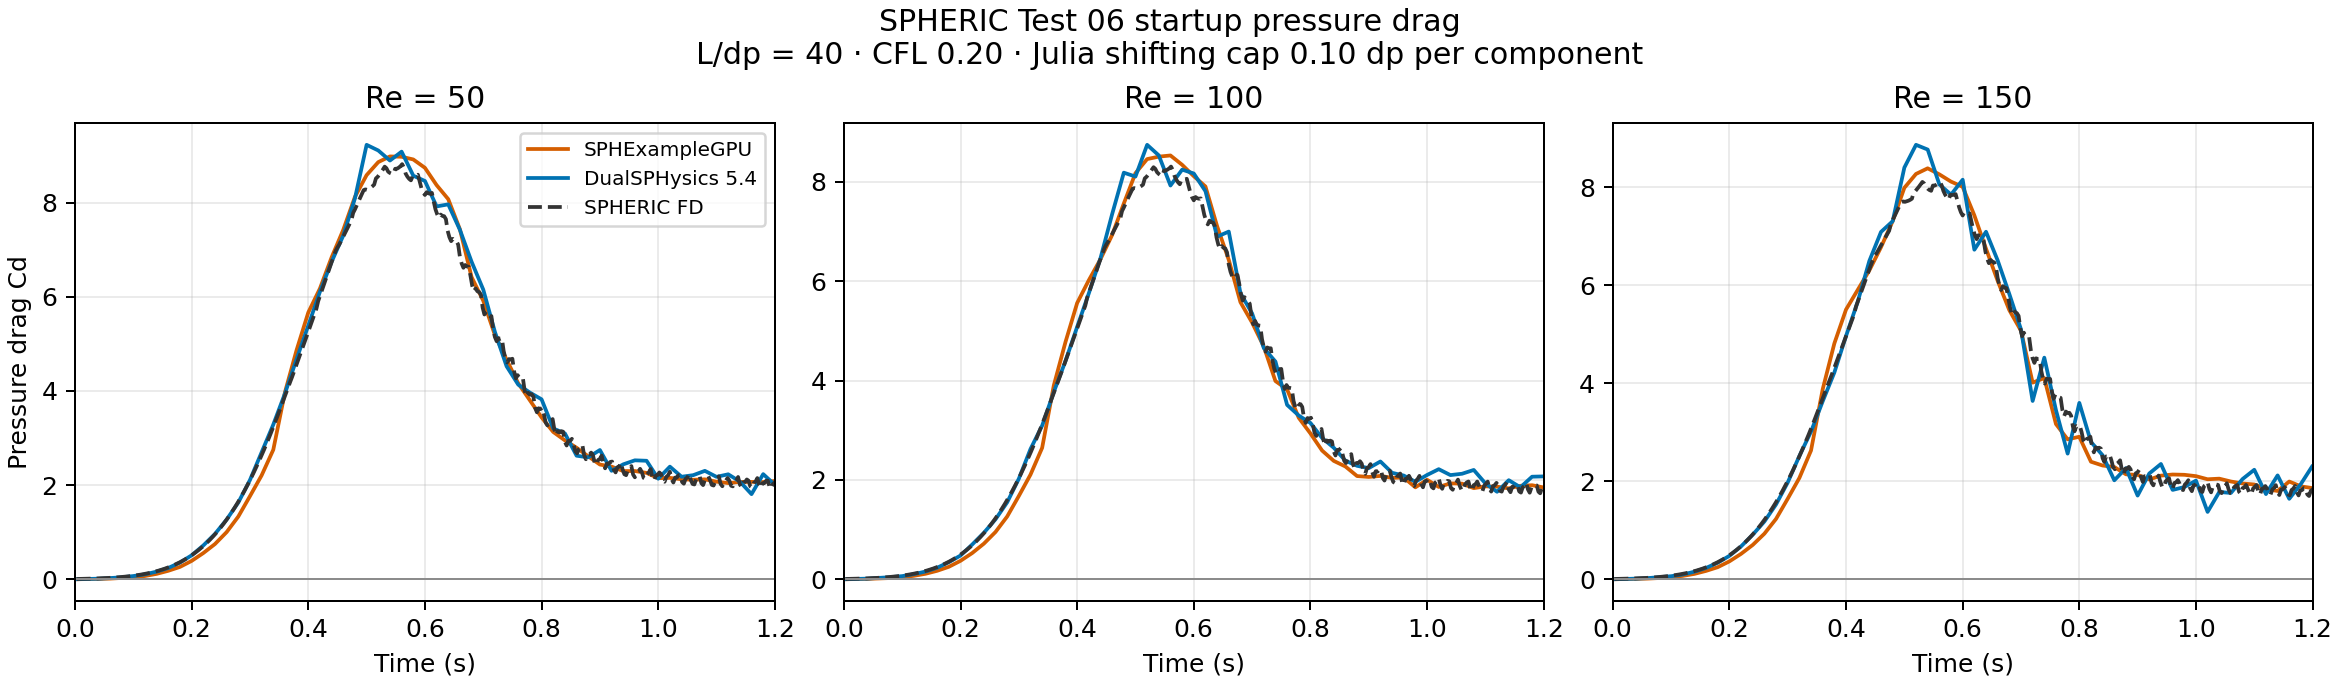 SPHERIC Test 06 startup pressure drag
L/dp = 40 · CFL 0.20 · Julia shifting cap 0.10 dp per component
Re = 50
Re = 100
Re = 150
SPHExampleGPU
DualSPHysics 5.4
SPHERIC FD
Pressure drag Cd
8
6
4
2
0
0.0 0.2 0.4 0.6 0.8 1.0 1.2
Time (s)
8
6
4
2
0
0.0 0.2 0.4 0.6 0.8 1.0 1.2
Time (s)
8
6
4
2
0
0.0 0.2 0.4 0.6 0.8 1.0 1.2
Time (s)